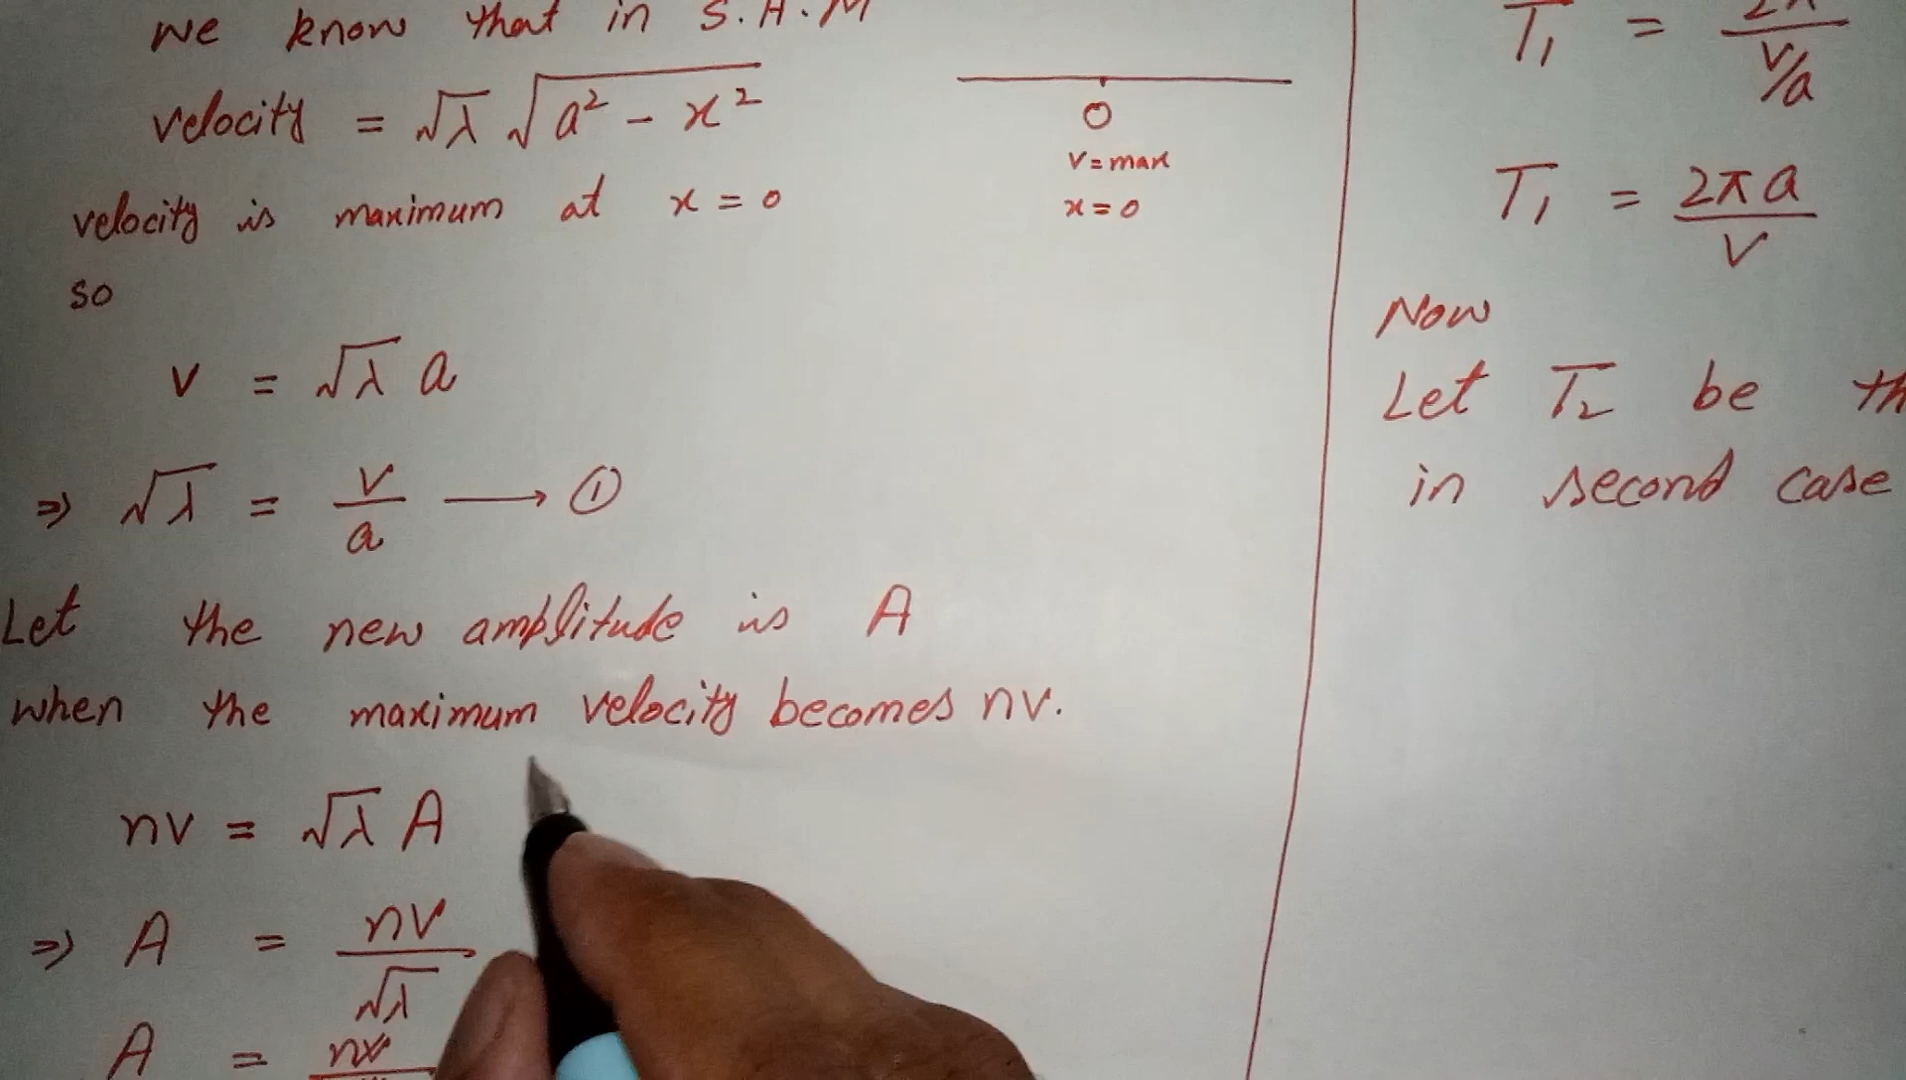 we know that in S.H.M
velocity = √λ √a² - x²
O
v = max
x = 0
velocity is maximum at x = 0
so
v = √λ a
⇒ √λ = v/a ⟶ ①
Let the new amplitude is A
when the maximum velocity becomes nv.
nv = √λ A
⇒ A = nv/√λ
A = nv
T₁ = 2π/(v/a)
T₁ = 2πa/v
Now
Let T₂ be
in second case